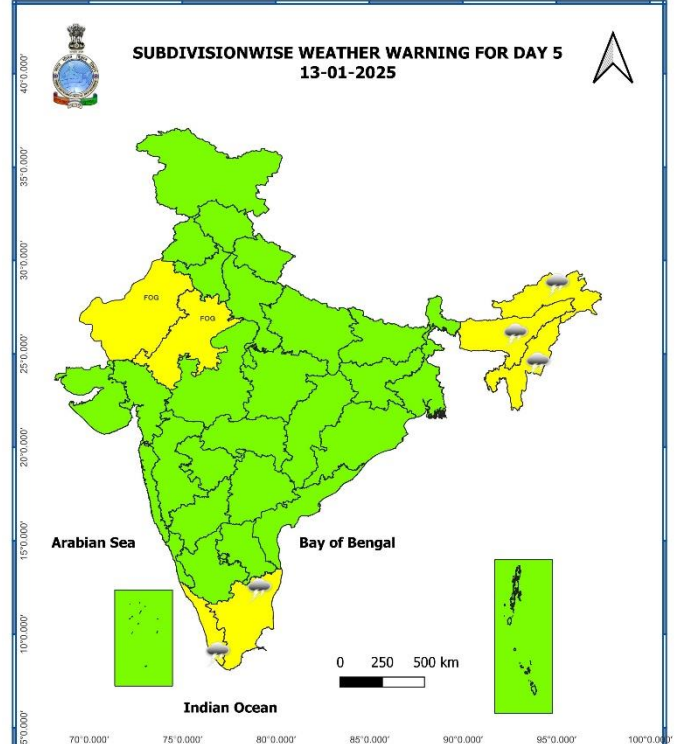 SUBDIVISIONWISE WEATHER WARNING FOR DAY 5
13-01-2025
40°0.000'
35°0.000'
30°0.000'
FOG
FOG
25°0.000'
20°0.000'
15°0.000'
Arabian Sea
Bay of Bengal
10°0.000'
0 250 500 km
Indian Ocean
5°0.000'
70°0.000' 75°0.000' 80°0.000' 85°0.000' 90°0.000' 95°0.000' 100°0.000'